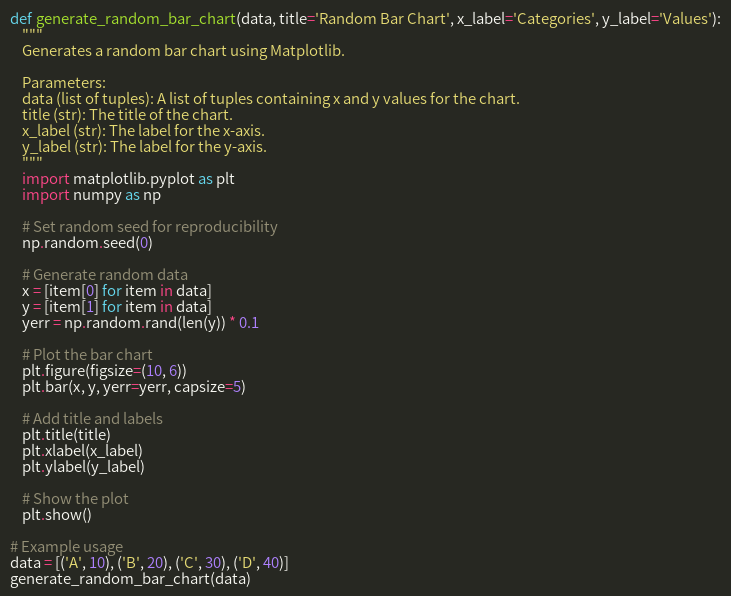 def generate_random_bar_chart(data, title='Random Bar Chart', x_label='Categories', y_label='Values'):
"""
Generates a random bar chart using Matplotlib.
Parameters:
data (list of tuples): A list of tuples containing x and y values for the chart.
title (str): The title of the chart.
x_label (str): The label for the x-axis.
y_label (str): The label for the y-axis.
"""
import matplotlib.pyplot as plt
import numpy as np
# Set random seed for reproducibility
np.random.seed(0)
# Generate random data
x = [item[0] for item in data]
y = [item[1] for item in data]
yerr = np.random.rand(len(y)) * 0.1
# Plot the bar chart
plt.figure(figsize=(10, 6))
plt.bar(x, y, yerr=yerr, capsize=5)
# Add title and labels
plt.title(title)
plt.xlabel(x_label)
plt.ylabel(y_label)
# Show the plot
plt.show()
# Example usage
data = [('A', 10), ('B', 20), ('C', 30), ('D', 40)]
generate_random_bar_chart(data)